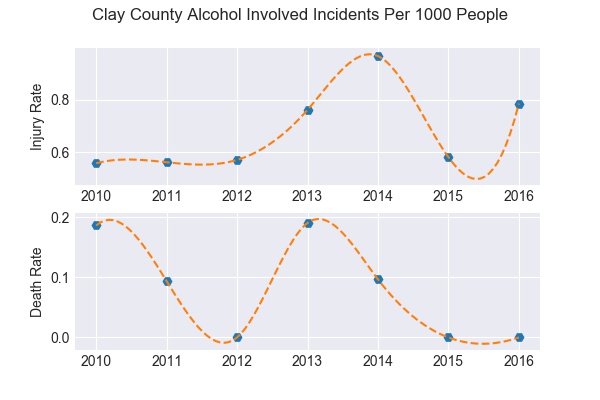 Clay County Alcohol Involved Incidents Per 1000 People
Injury Rate
0.8
0.6
2010 2011 2012 2013 2014 2015 2016
Death Rate
0.2
0.1
0.0
2010 2011 2012 2013 2014 2015 2016